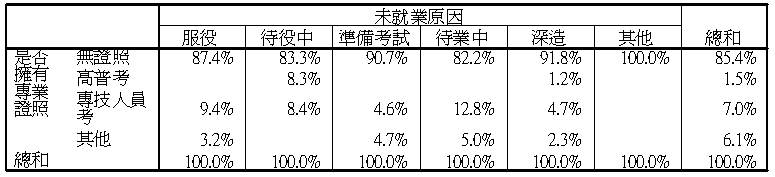 未就業原因
服役 待役中 準備考試 待業中 深造 其他 總和
是否擁有專業證照 無證照 87.4% 83.3% 90.7% 82.2% 91.8% 100.0% 85.4%
高普考 8.3% 1.2% 1.5%
專技人員考 9.4% 8.4% 4.6% 12.8% 4.7% 7.0%
其他 3.2% 4.7% 5.0% 2.3% 6.1%
總和 100.0% 100.0% 100.0% 100.0% 100.0% 100.0% 100.0%